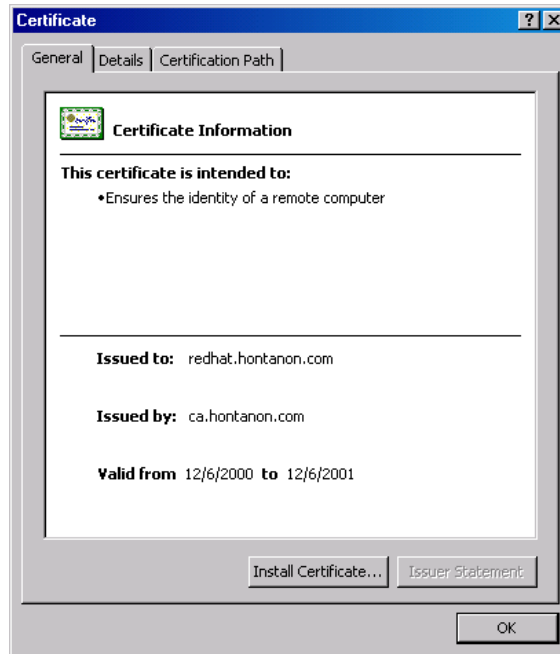 Certificate
General Details Certification Path
Certificate Information
This certificate is intended to:
•Ensures the identity of a remote computer
Issued to: redhat.hontanon.com
Issued by: ca.hontanon.com
Valid from 12/6/2000 to 12/6/2001
Install Certificate... Issuer Statement
OK